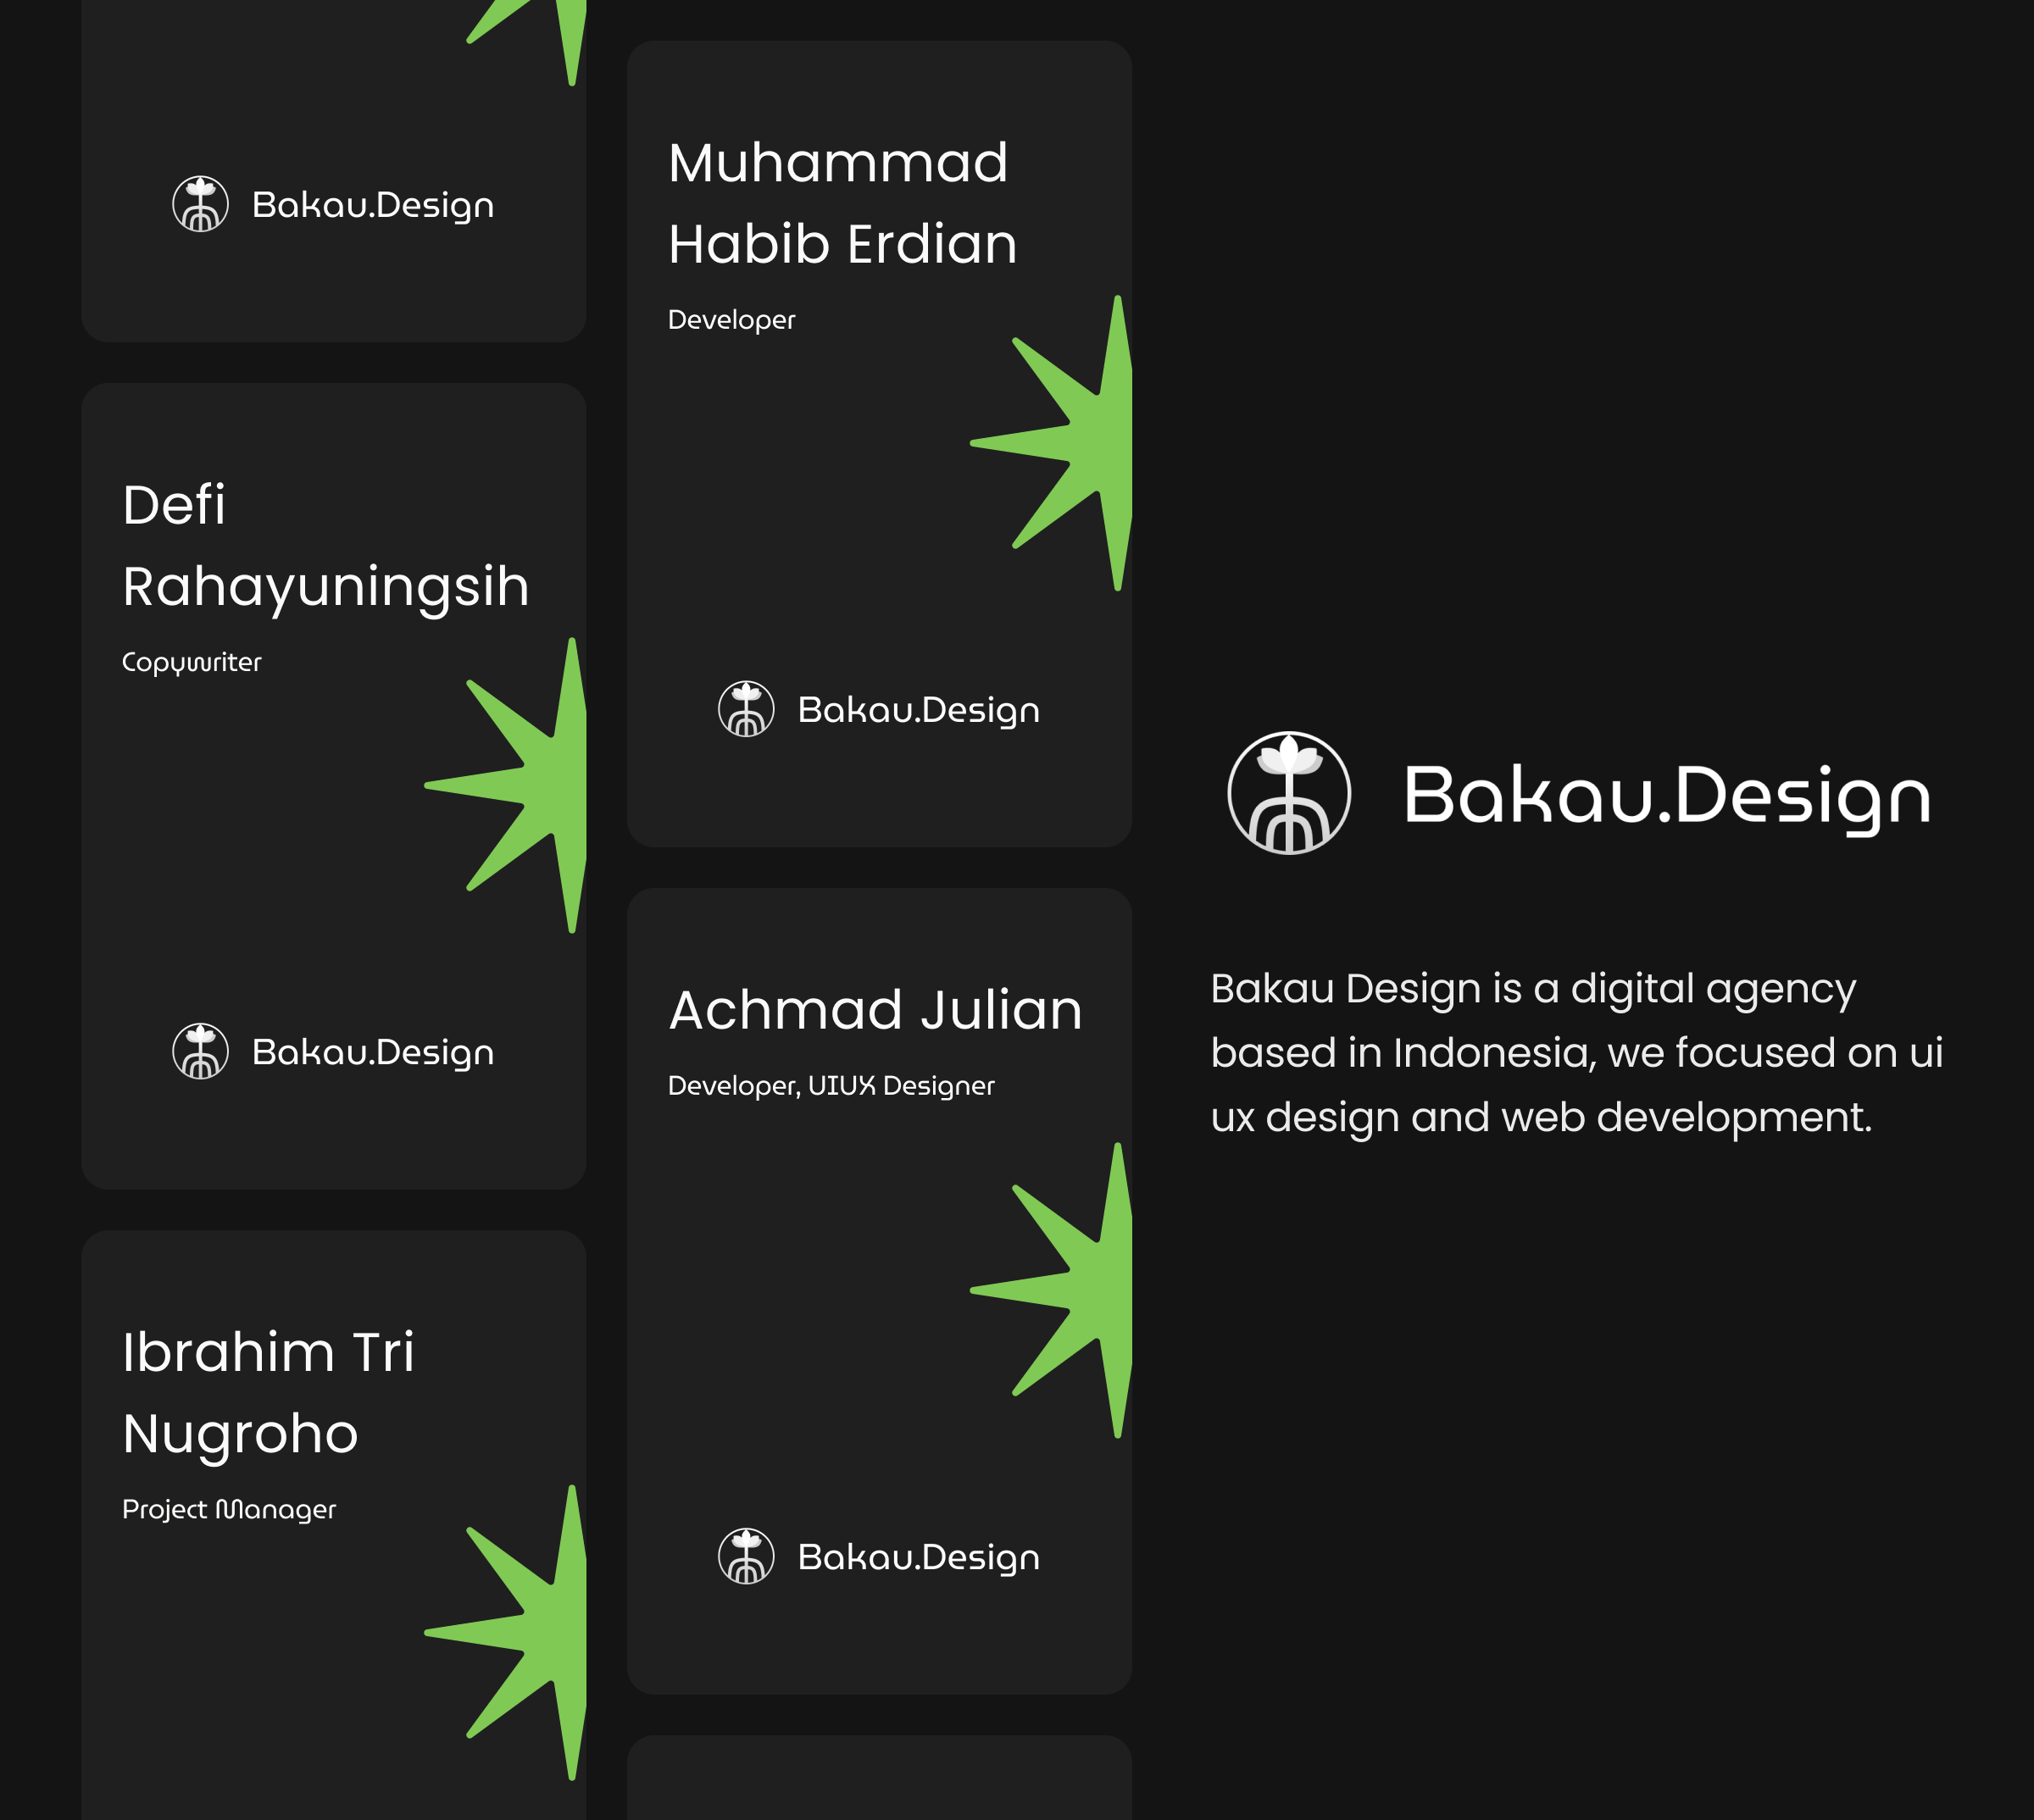 Bakau.Design
Defi
Rahayuningsih
Copywriter
Bakau.Design
Ibrahim Tri
Nugroho
Project Manager
Muhammad
Habib Erdian
Developer
Bakau.Design
Achmad Julian
Developer, UIUX Designer
Bakau.Design
Bakau.Design
Bakau Design is a digital agency
based in Indonesia, we focused on ui
ux design and web development.